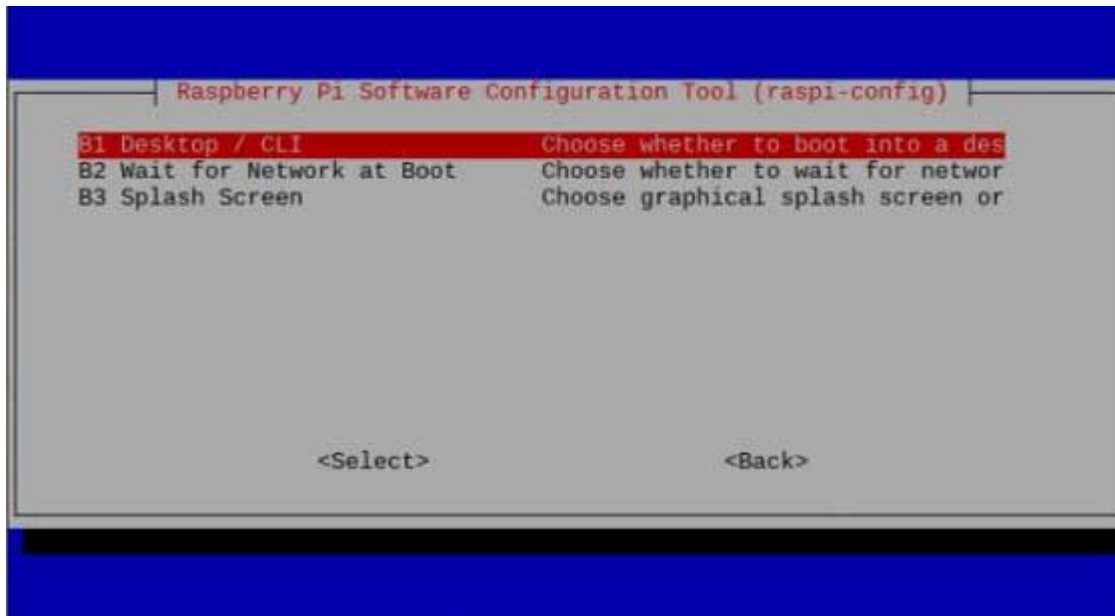 Raspberry Pi Software Configuration Tool (raspi-config)
B1 Desktop / CLI Choose whether to boot into a des
B2 Wait for Network at Boot Choose whether to wait for networ
B3 Splash Screen Choose graphical splash screen or
<Select> <Back>